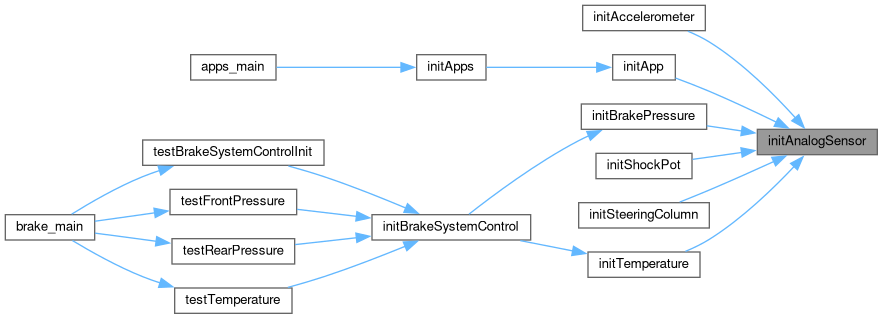 initAccelerometer
apps_main
initApps
initApp
initBrakePressure
initAnalogSensor
testBrakeSystemControlInit
initShockPot
testFrontPressure
initSteeringColumn
brake_main
initBrakeSystemControl
testRearPressure
initTemperature
testTemperature